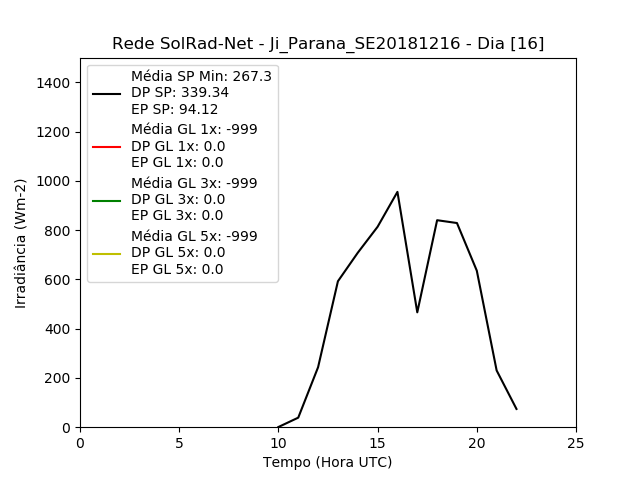 Rede SolRad-Net - Ji_Parana_SE20181216 - Dia [16]
Média SP Min: 267.3
DP SP: 339.34
EP SP: 94.12
Média GL 1x: -999
DP GL 1x: 0.0
EP GL 1x: 0.0
Média GL 3x: -999
DP GL 3x: 0.0
EP GL 3x: 0.0
Média GL 5x: -999
DP GL 5x: 0.0
EP GL 5x: 0.0
Irradiância (Wm-2)
1400
1200
1000
800
600
400
200
0
0 5 10 15 20 25
Tempo (Hora UTC)